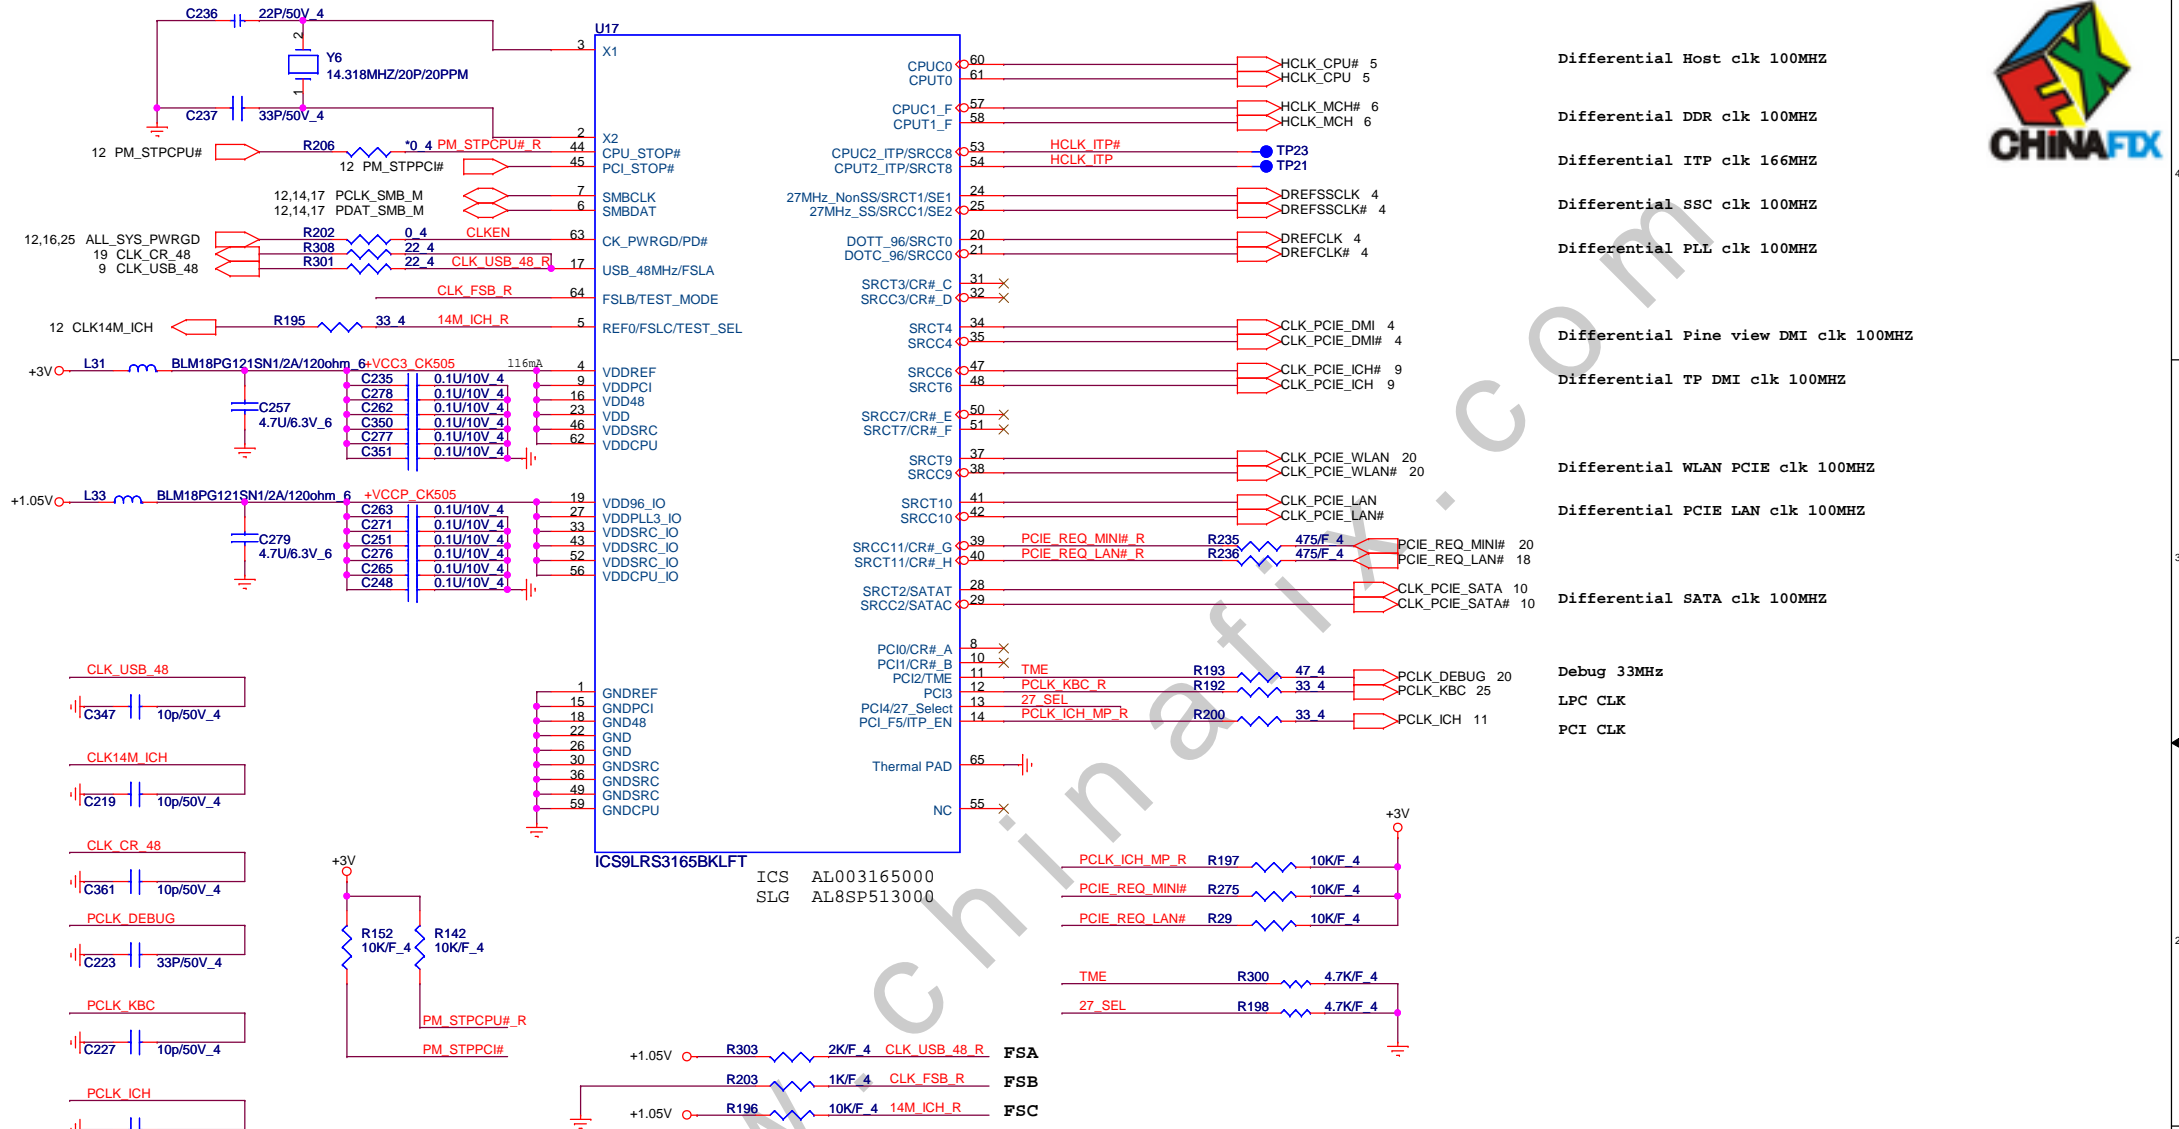 C236 22P/50V_4
2
Y6
14.318MHZ/20P/20PPM
1
C237 33P/50V_4
12 PM_STPCPU# R206 *0_4 PM_STPCPU#_R
12 PM_STPPCI#
12,14,17 PCLK_SMB_M
12,14,17 PDAT_SMB_M
12,16,25 ALL_SYS_PWRGD R202 0_4 CLKEN
19 CLK_CR_48 R308 22_4
9 CLK_USB_48 R301 22_4 CLK_USB_48_R
CLK_FSB_R
12 CLK14M_ICH R195 33_4 14M_ICH_R
+3V L31 BLM18PG121SN1/2A/120ohm_6 +VCC3_CK505 116mA
C235 0.1U/10V_4
C278 0.1U/10V_4
C262 0.1U/10V_4
C350 0.1U/10V_4
C277 0.1U/10V_4
C351 0.1U/10V_4
C257
4.7U/6.3V_6
+1.05V L33 BLM18PG121SN1/2A/120ohm_6 +VCCP_CK505
C263 0.1U/10V_4
C271 0.1U/10V_4
C251 0.1U/10V_4
C276 0.1U/10V_4
C265 0.1U/10V_4
C248 0.1U/10V_4
C279
4.7U/6.3V_6
U17
3 X1
2 X2
44 CPU_STOP#
45 PCI_STOP#
7 SMBCLK
6 SMBDAT
63 CK_PWRGD/PD#
17 USB_48MHz/FSLA
64 FSLB/TEST_MODE
5 REF0/FSLC/TEST_SEL
4 VDDREF
9 VDDPCI
16 VDD48
23 VDD
46 VDDSRC
62 VDDCPU
19 VDD96_IO
27 VDDPLL3_IO
33 VDDSRC_IO
43 VDDSRC_IO
52 VDDSRC_IO
56 VDDCPU_IO
1 GNDREF
15 GNDPCI
18 GND48
22 GND
26 GND
30 GNDSRC
36 GNDSRC
49 GNDSRC
59 GNDCPU
CPUC0 60 HCLK_CPU# 5
CPUT0 61 HCLK_CPU 5
CPUC1_F 57 HCLK_MCH# 6
CPUT1_F 58 HCLK_MCH 6
CPUC2_ITP/SRCC8 53 HCLK_ITP# TP23
CPUT2_ITP/SRCT8 54 HCLK_ITP TP21
27MHz_NonSS/SRCT1/SE1 24 DREFSSCLK 4
27MHz_SS/SRCC1/SE2 25 DREFSSCLK# 4
DOTT_96/SRCT0 20 DREFCLK 4
DOTC_96/SRCC0 21 DREFCLK# 4
SRCT3/CR#_C 31
SRCC3/CR#_D 32
SRCT4 34 CLK_PCIE_DMI 4
SRCC4 35 CLK_PCIE_DMI# 4
SRCC6 47 CLK_PCIE_ICH# 9
SRCT6 48 CLK_PCIE_ICH 9
SRCC7/CR#_E 50
SRCT7/CR#_F 51
SRCT9 37 CLK_PCIE_WLAN 20
SRCC9 38 CLK_PCIE_WLAN# 20
SRCT10 41 CLK_PCIE_LAN
SRCC10 42 CLK_PCIE_LAN#
SRCC11/CR#_G 39 PCIE_REQ_MINI#_R R235 475/F_4 PCIE_REQ_MINI# 20
SRCT11/CR#_H 40 PCIE_REQ_LAN#_R R236 475/F_4 PCIE_REQ_LAN# 18
SRCT2/SATAT 28 CLK_PCIE_SATA 10
SRCC2/SATAC 29 CLK_PCIE_SATA# 10
PCI0/CR#_A 8
PCI1/CR#_B 10
PCI2/TME 11 TME R193 47_4 PCLK_DEBUG 20
PCI3 12 PCLK_KBC_R R192 33_4 PCLK_KBC 25
PCI4/27_Select 13 27_SEL
PCI_F5/ITP_EN 14 PCLK_ICH_MP_R R200 33_4 PCLK_ICH 11
Thermal PAD 65
NC 55
ICS9LRS3165BKLFT
ICS AL003165000
SLG AL8SP513000
Differential Host clk 100MHZ
Differential DDR clk 100MHZ
Differential ITP clk 166MHZ
Differential SSC clk 100MHZ
Differential PLL clk 100MHZ
Differential Pine view DMI clk 100MHZ
Differential TP DMI clk 100MHZ
Differential WLAN PCIE clk 100MHZ
Differential PCIE LAN clk 100MHZ
Differential SATA clk 100MHZ
Debug 33MHz
LPC CLK
PCI CLK
FIX
CHINAFIX
4
3
2
CLK_USB_48
C347 10p/50V_4
CLK14M_ICH
C219 10p/50V_4
CLK_CR_48
C361 10p/50V_4
PCLK_DEBUG
C223 33P/50V_4
PCLK_KBC
C227 10p/50V_4
PCLK_ICH
+3V
R152
10K/F_4
R142
10K/F_4
PM_STPCPU#_R
PM_STPPCI#
+3V
PCLK_ICH_MP_R R197 10K/F_4
PCIE_REQ_MINI# R275 10K/F_4
PCIE_REQ_LAN# R29 10K/F_4
TME R300 4.7K/F_4
27_SEL R198 4.7K/F_4
+1.05V R303 2K/F_4 CLK_USB_48_R FSA
R203 1K/F_4 CLK_FSB_R FSB
+1.05V R196 10K/F_4 14M_ICH_R FSC
w.chinafix.com